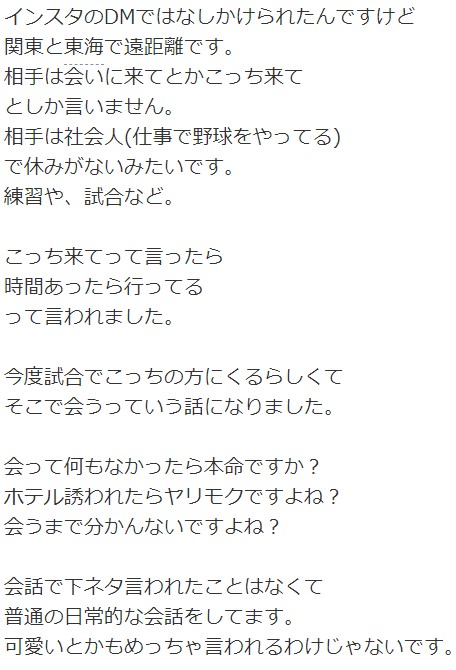 インスタのDMではなしかけられたんですけど
関東と東海で遠距離です。
相手は会いに来てとかこっち来て
としか言いません。
相手は社会人(仕事で野球をやってる)
で休みがないみたいです。
練習や、試合など。
こっち来てって言ったら
時間あったら行ってる
って言われました。
今度試合でこっちの方にくるらしくて
そこで会うっていう話になりました。
会って何もなかったら本命ですか？
ホテル誘われたらヤリモクですよね？
会うまで分かんないですよね？
会話で下ネタ言われたことはなくて
普通の日常的な会話をしてます。
可愛いとかもめっちゃ言われるわけじゃないです。